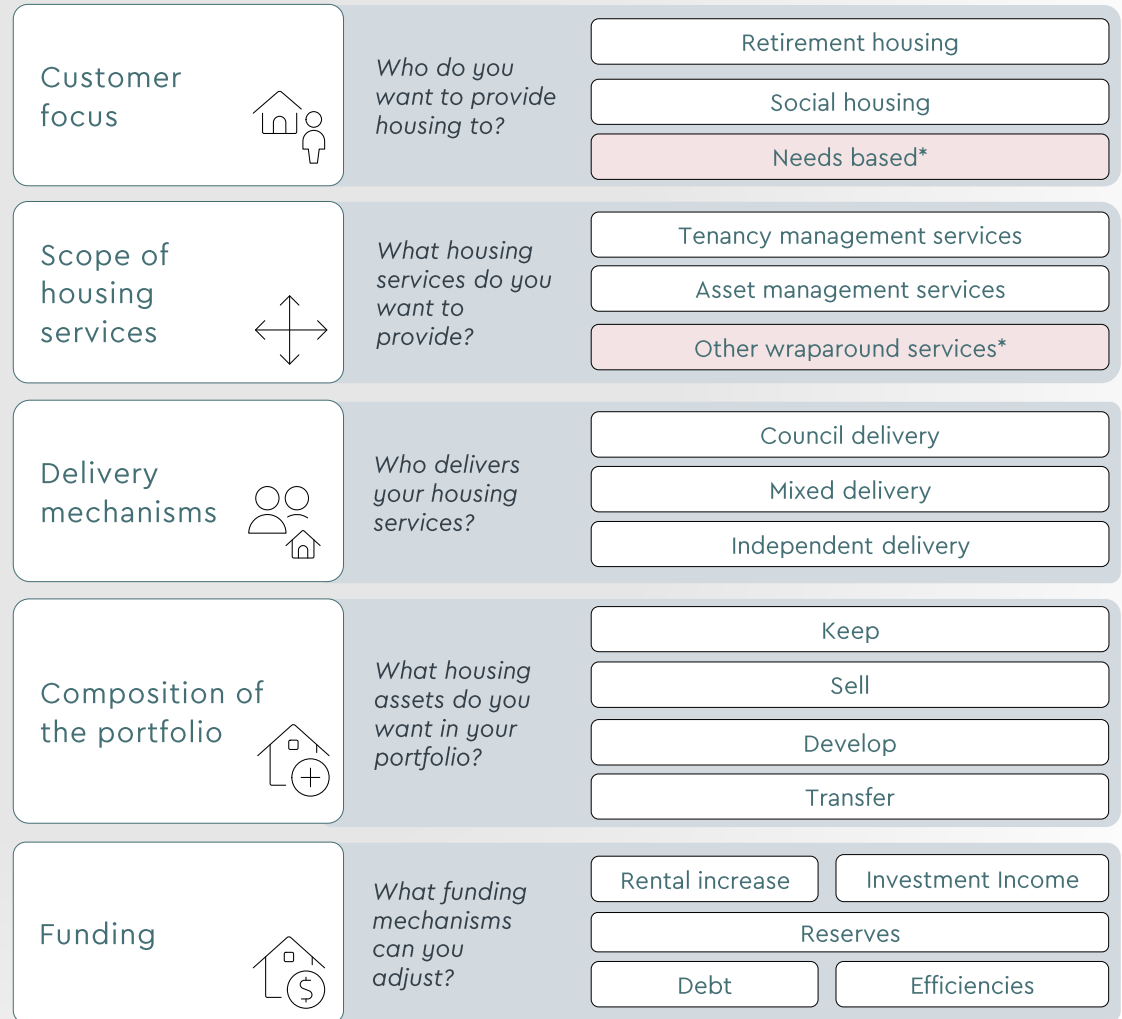 Customer
focus
Who do you
want to provide
housing to?
Retirement housing
Social housing
Needs based*
Scope of
housing
services
What housing
services do you
want to
provide?
Tenancy management services
Asset management services
Other wraparound services*
Delivery
mechanisms
Who delivers
your housing
services?
Council delivery
Mixed delivery
Independent delivery
Composition of
the portfolio
What housing
assets do you
want in your
portfolio?
Keep
Sell
Develop
Transfer
Funding
$
What funding
mechanisms
can you
adjust?
Rental increase
Investment Income
Reserves
Debt
Efficiencies